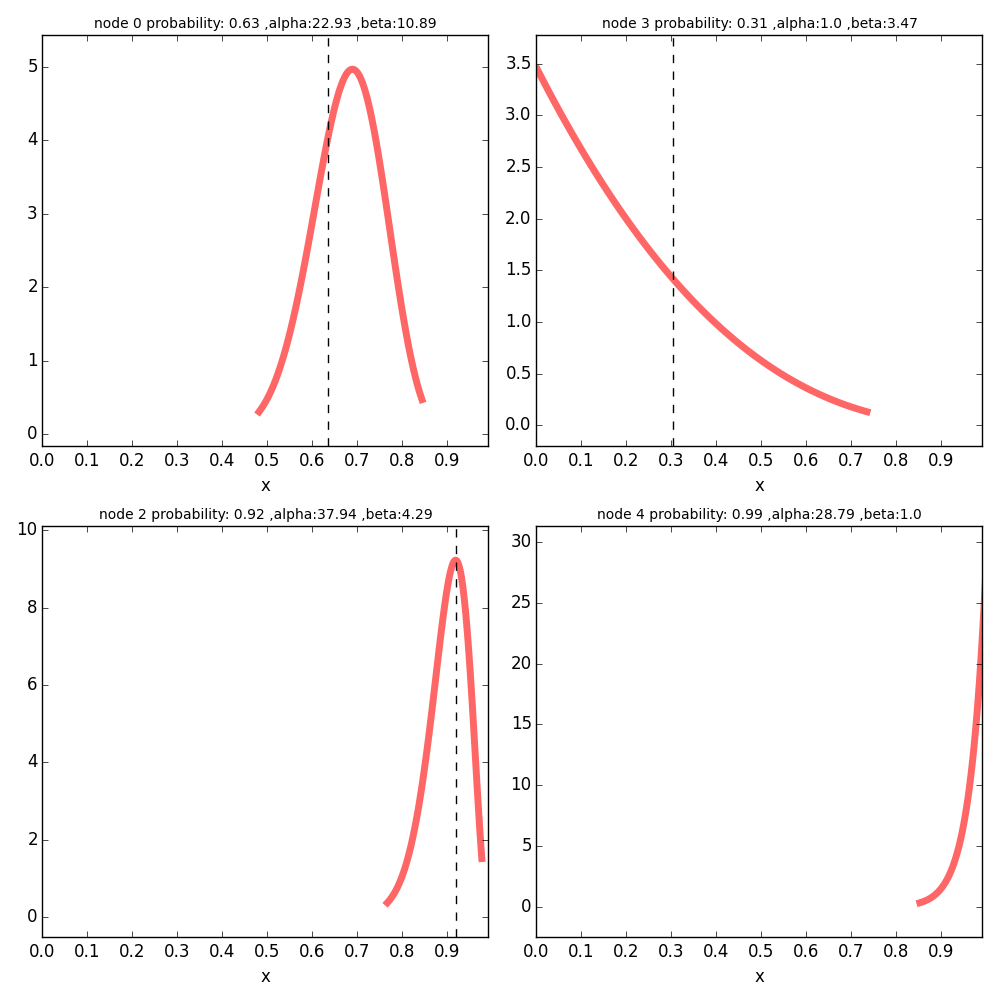 node 0 probability: 0.63 ,alpha:22.93 ,beta:10.89
5
4
3
2
1
0
0.0 0.1 0.2 0.3 0.4 0.5 0.6 0.7 0.8 0.9
x
node 3 probability: 0.31 ,alpha:1.0 ,beta:3.47
3.5
3.0
2.5
2.0
1.5
1.0
0.5
0.0
0.0 0.1 0.2 0.3 0.4 0.5 0.6 0.7 0.8 0.9
x
node 2 probability: 0.92 ,alpha:37.94 ,beta:4.29
10
8
6
4
2
0
0.0 0.1 0.2 0.3 0.4 0.5 0.6 0.7 0.8 0.9
x
node 4 probability: 0.99 ,alpha:28.79 ,beta:1.0
30
25
20
15
10
5
0
0.0 0.1 0.2 0.3 0.4 0.5 0.6 0.7 0.8 0.9
x